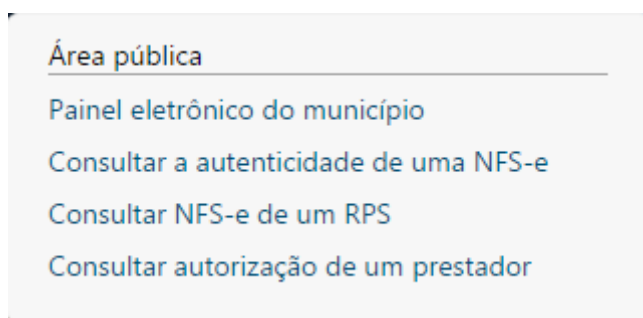 Área pública
Painel eletrônico do município
Consultar a autenticidade de uma NFS-e
Consultar NFS-e de um RPS
Consultar autorização de um prestador